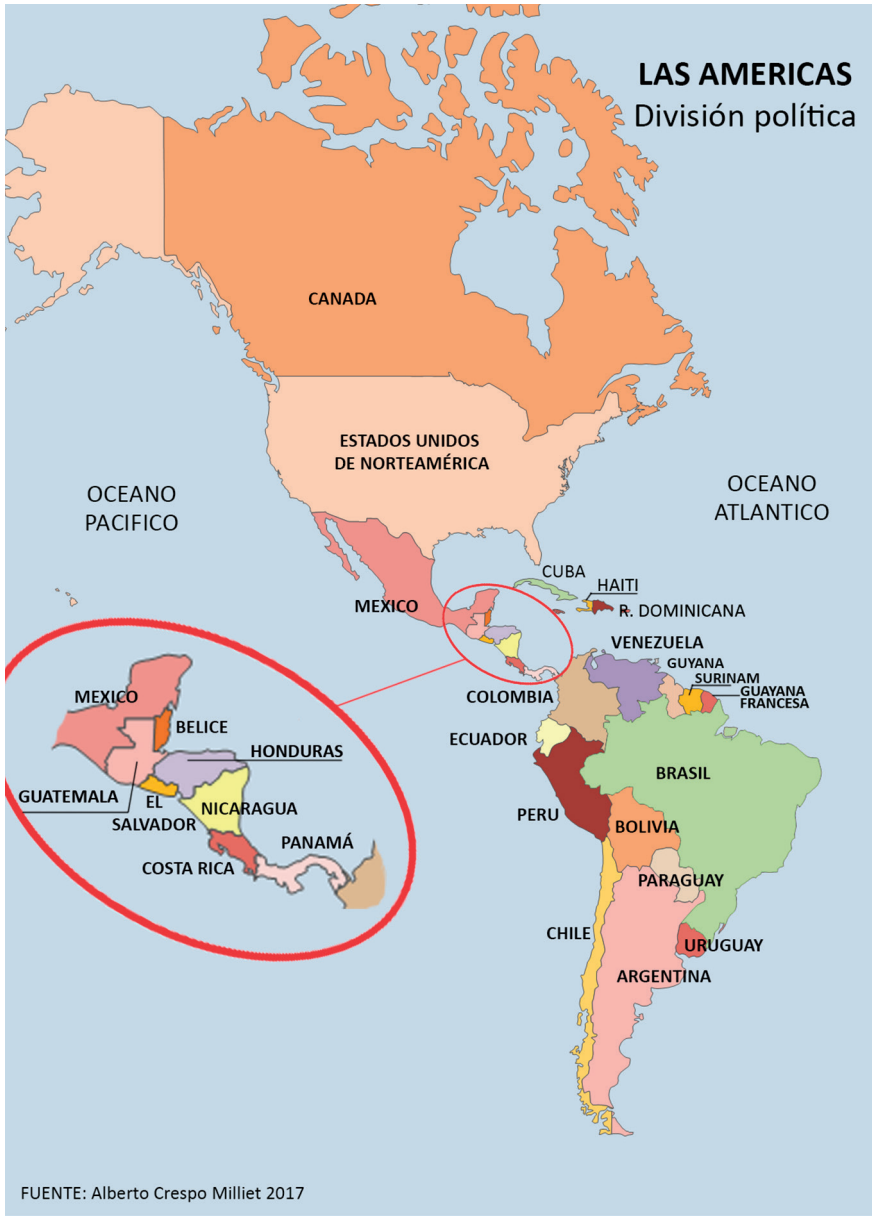 LAS AMERICAS
División política
CANADA
ESTADOS UNIDOS
DE NORTEAMÉRICA
OCEANO
PACIFICO
OCEANO
ATLANTICO
CUBA
HAITI
MEXICO
R. DOMINICANA
VENEZUELA
GUYANA
SURINAM
GUAYANA
FRANCESA
COLOMBIA
ECUADOR
BRASIL
PERU
BOLIVIA
PARAGUAY
CHILE
URUGUAY
ARGENTINA
MEXICO
BELICE
HONDURAS
GUATEMALA
EL
SALVADOR
NICARAGUA
COSTA RICA
PANAMÁ
FUENTE: Alberto Crespo Milliet 2017